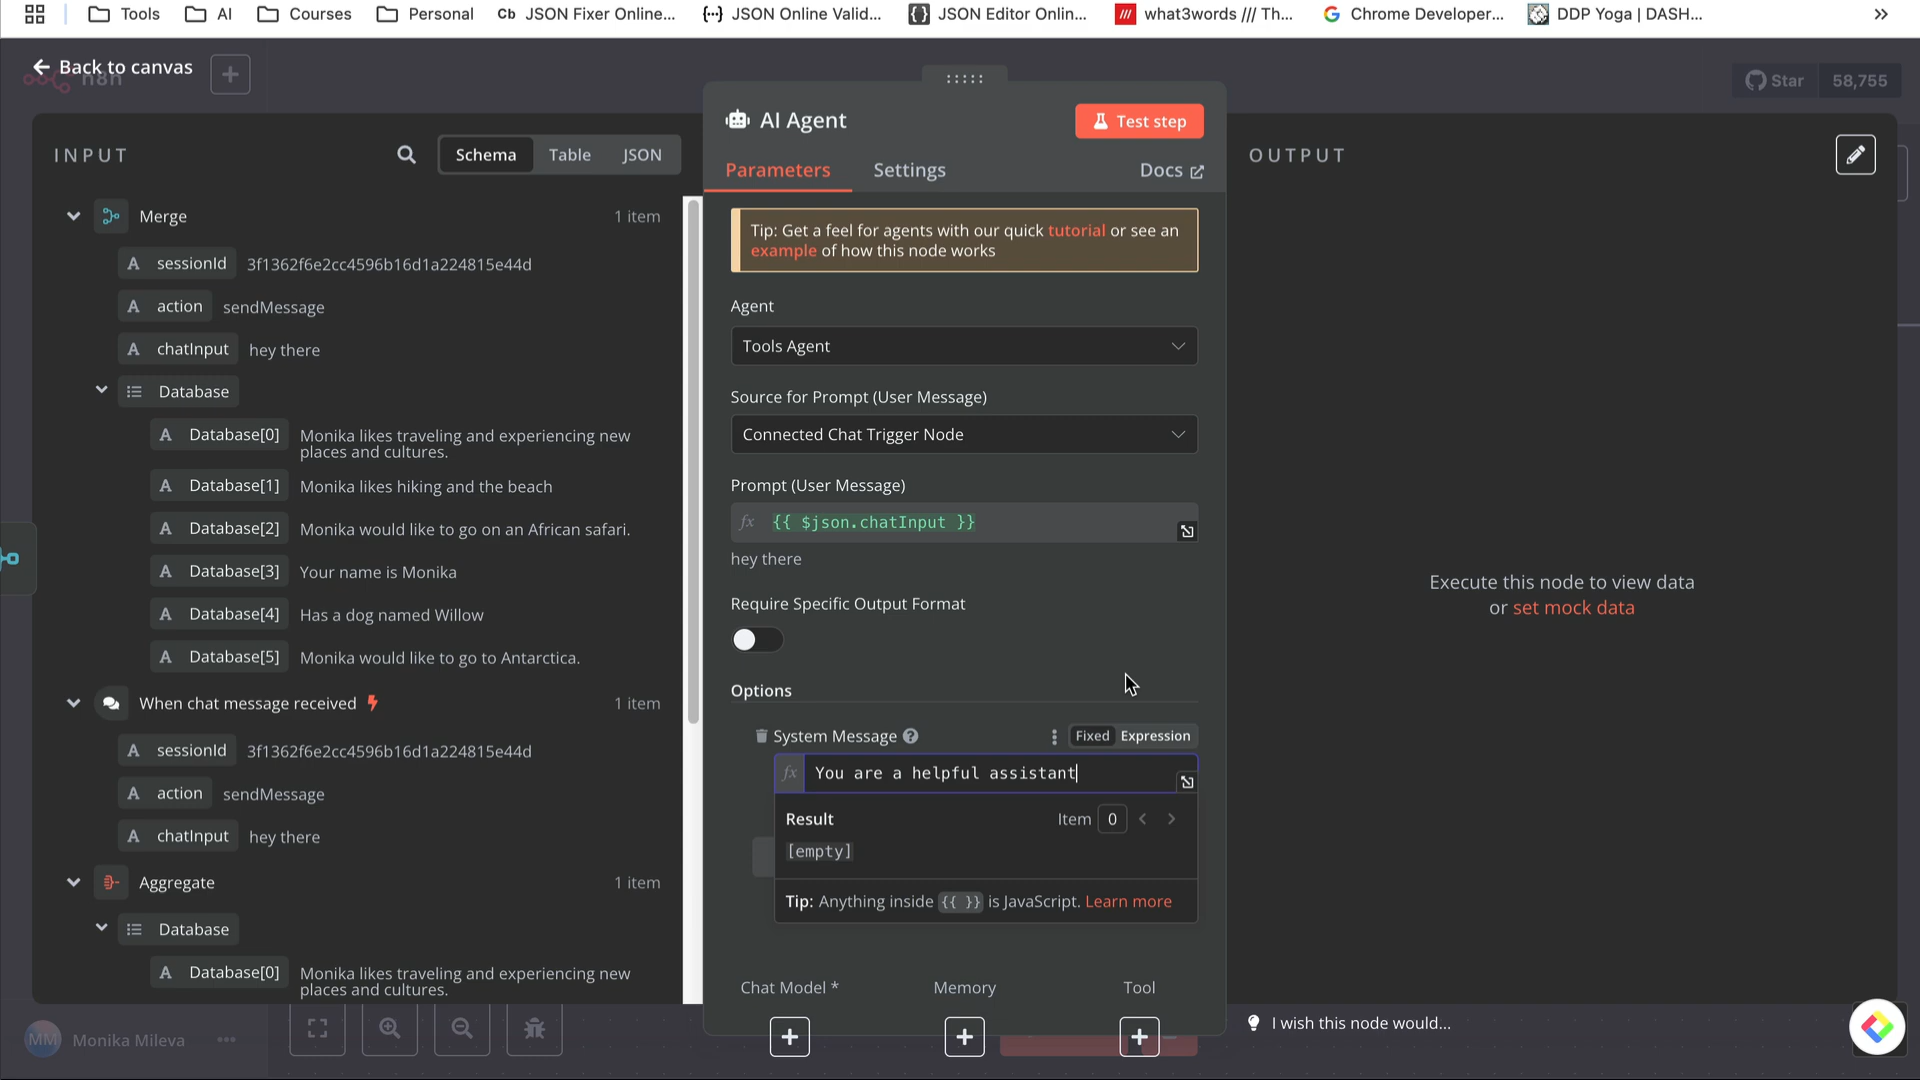 Tools
AI
Courses
Personal
Cb JSON Fixer Online...
JSON Online Valid...
JSON Editor Onlin...
what3words /// Th...
Chrome Developer...
DDP Yoga | DASH...
Back to canvas
n8n
Star 58,755
AI Agent
Test step
INPUT
Schema Table JSON
Parameters Settings Docs
OUTPUT
Merge 1 item
A sessionId 3f1362f6e2cc4596b16d1a224815e44d
A action sendMessage
A chatInput hey there
Database
A Database[0] Monika likes traveling and experiencing new
places and cultures.
A Database[1] Monika likes hiking and the beach
A Database[2] Monika would like to go on an African safari.
A Database[3] Your name is Monika
A Database[4] Has a dog named Willow
A Database[5] Monika would like to go to Antarctica.
When chat message received 1 item
A sessionId 3f1362f6e2cc4596b16d1a224815e44d
A action sendMessage
A chatInput hey there
Aggregate 1 item
Database
A Database[0] Monika likes traveling and experiencing new
places and cultures.
Tip: Get a feel for agents with our quick tutorial or see an
example of how this node works
Agent
Tools Agent
Source for Prompt (User Message)
Connected Chat Trigger Node
Prompt (User Message)
fx {{ $json.chatInput }}
hey there
Require Specific Output Format
Options
System Message ? Fixed Expression
fx You are a helpful assistant
Result Item 0
[empty]
Tip: Anything inside {{ }} is JavaScript. Learn more
Chat Model * Memory Tool
Execute this node to view data
or set mock data
MM Monika Mileva
I wish this node would...